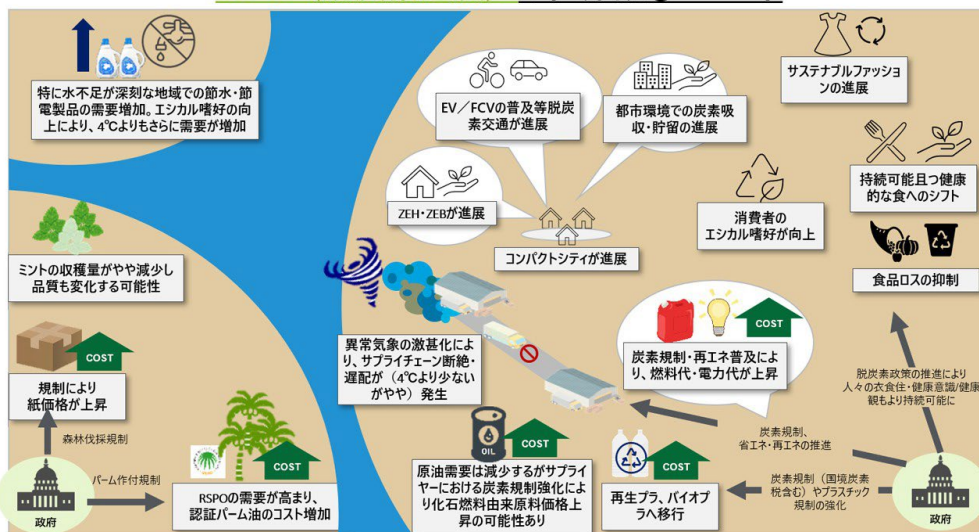 特に水不足が深刻な地域での節水・節
電製品の需要増加。エシカル嗜好の向
上により、4℃よりもさらに需要が増加
EV／FCVの普及等脱炭
素交通が進展
都市環境での炭素吸
収・貯留の進展
サステナブルファッショ
ンの進展
ZEH・ZEBが進展
コンパクトシティが進展
消費者の
エシカル嗜好が向上
持続可能且つ健康
的な食へのシフト
食品ロスの抑制
ミントの収穫量がやや減少し
品質も変化する可能性
COST
規制により
紙価格が上昇
異常気象の激甚化によ
り、サプライチェーン断絶・
遅配が（4℃より少ない
がやや）発生
COST
炭素規制・再エネ普及によ
り、燃料代・電力代が上昇
脱炭素政策の推進により
人々の衣食住・健康意識/健康
観もより持続可能に
森林伐採規制
パーム作付規制
政府
COST
RSPOの需要が高まり、
認証パーム油のコスト増加
OIL
COST
原油需要は減少するがサプライ
ヤーにおける炭素規制強化によ
り化石燃料由来原料価格上
昇の可能性あり
COST
再生プラ、バイオプ
ラへ移行
炭素規制、
省エネ・再エネの推進
炭素規制（国境炭素
税含む）やプラスチック
規制の強化
政府